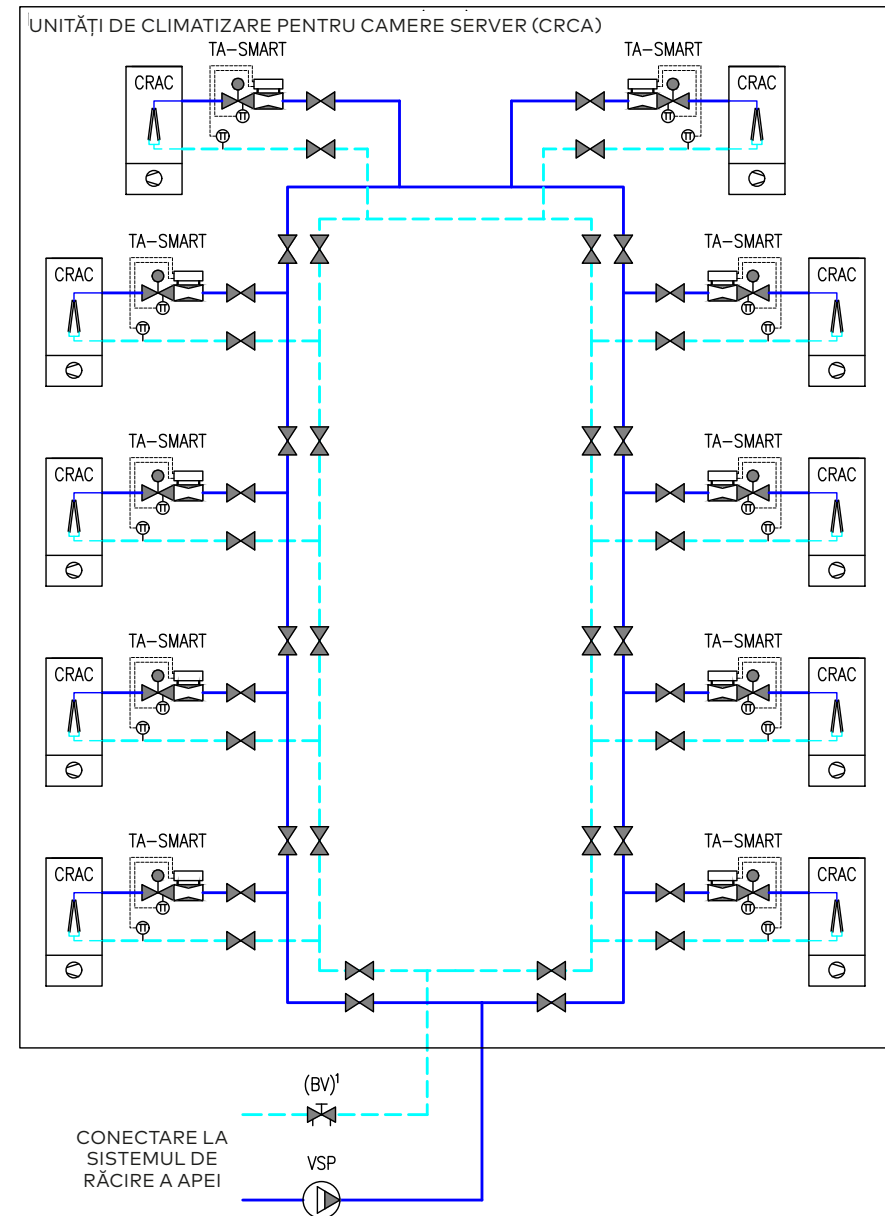 UNITĂȚI DE CLIMATIZARE PENTRU CAMERE SERVER (CRCA)
TA-SMART
TA-SMART
CRAC
CRAC
TA-SMART
TA-SMART
CRAC
CRAC
TA-SMART
TA-SMART
CRAC
CRAC
TA-SMART
TA-SMART
CRAC
CRAC
TA-SMART
TA-SMART
CRAC
CRAC
(BV)¹
CONECTARE LA
SISTEMUL DE
RĂCIRE A APEI
VSP